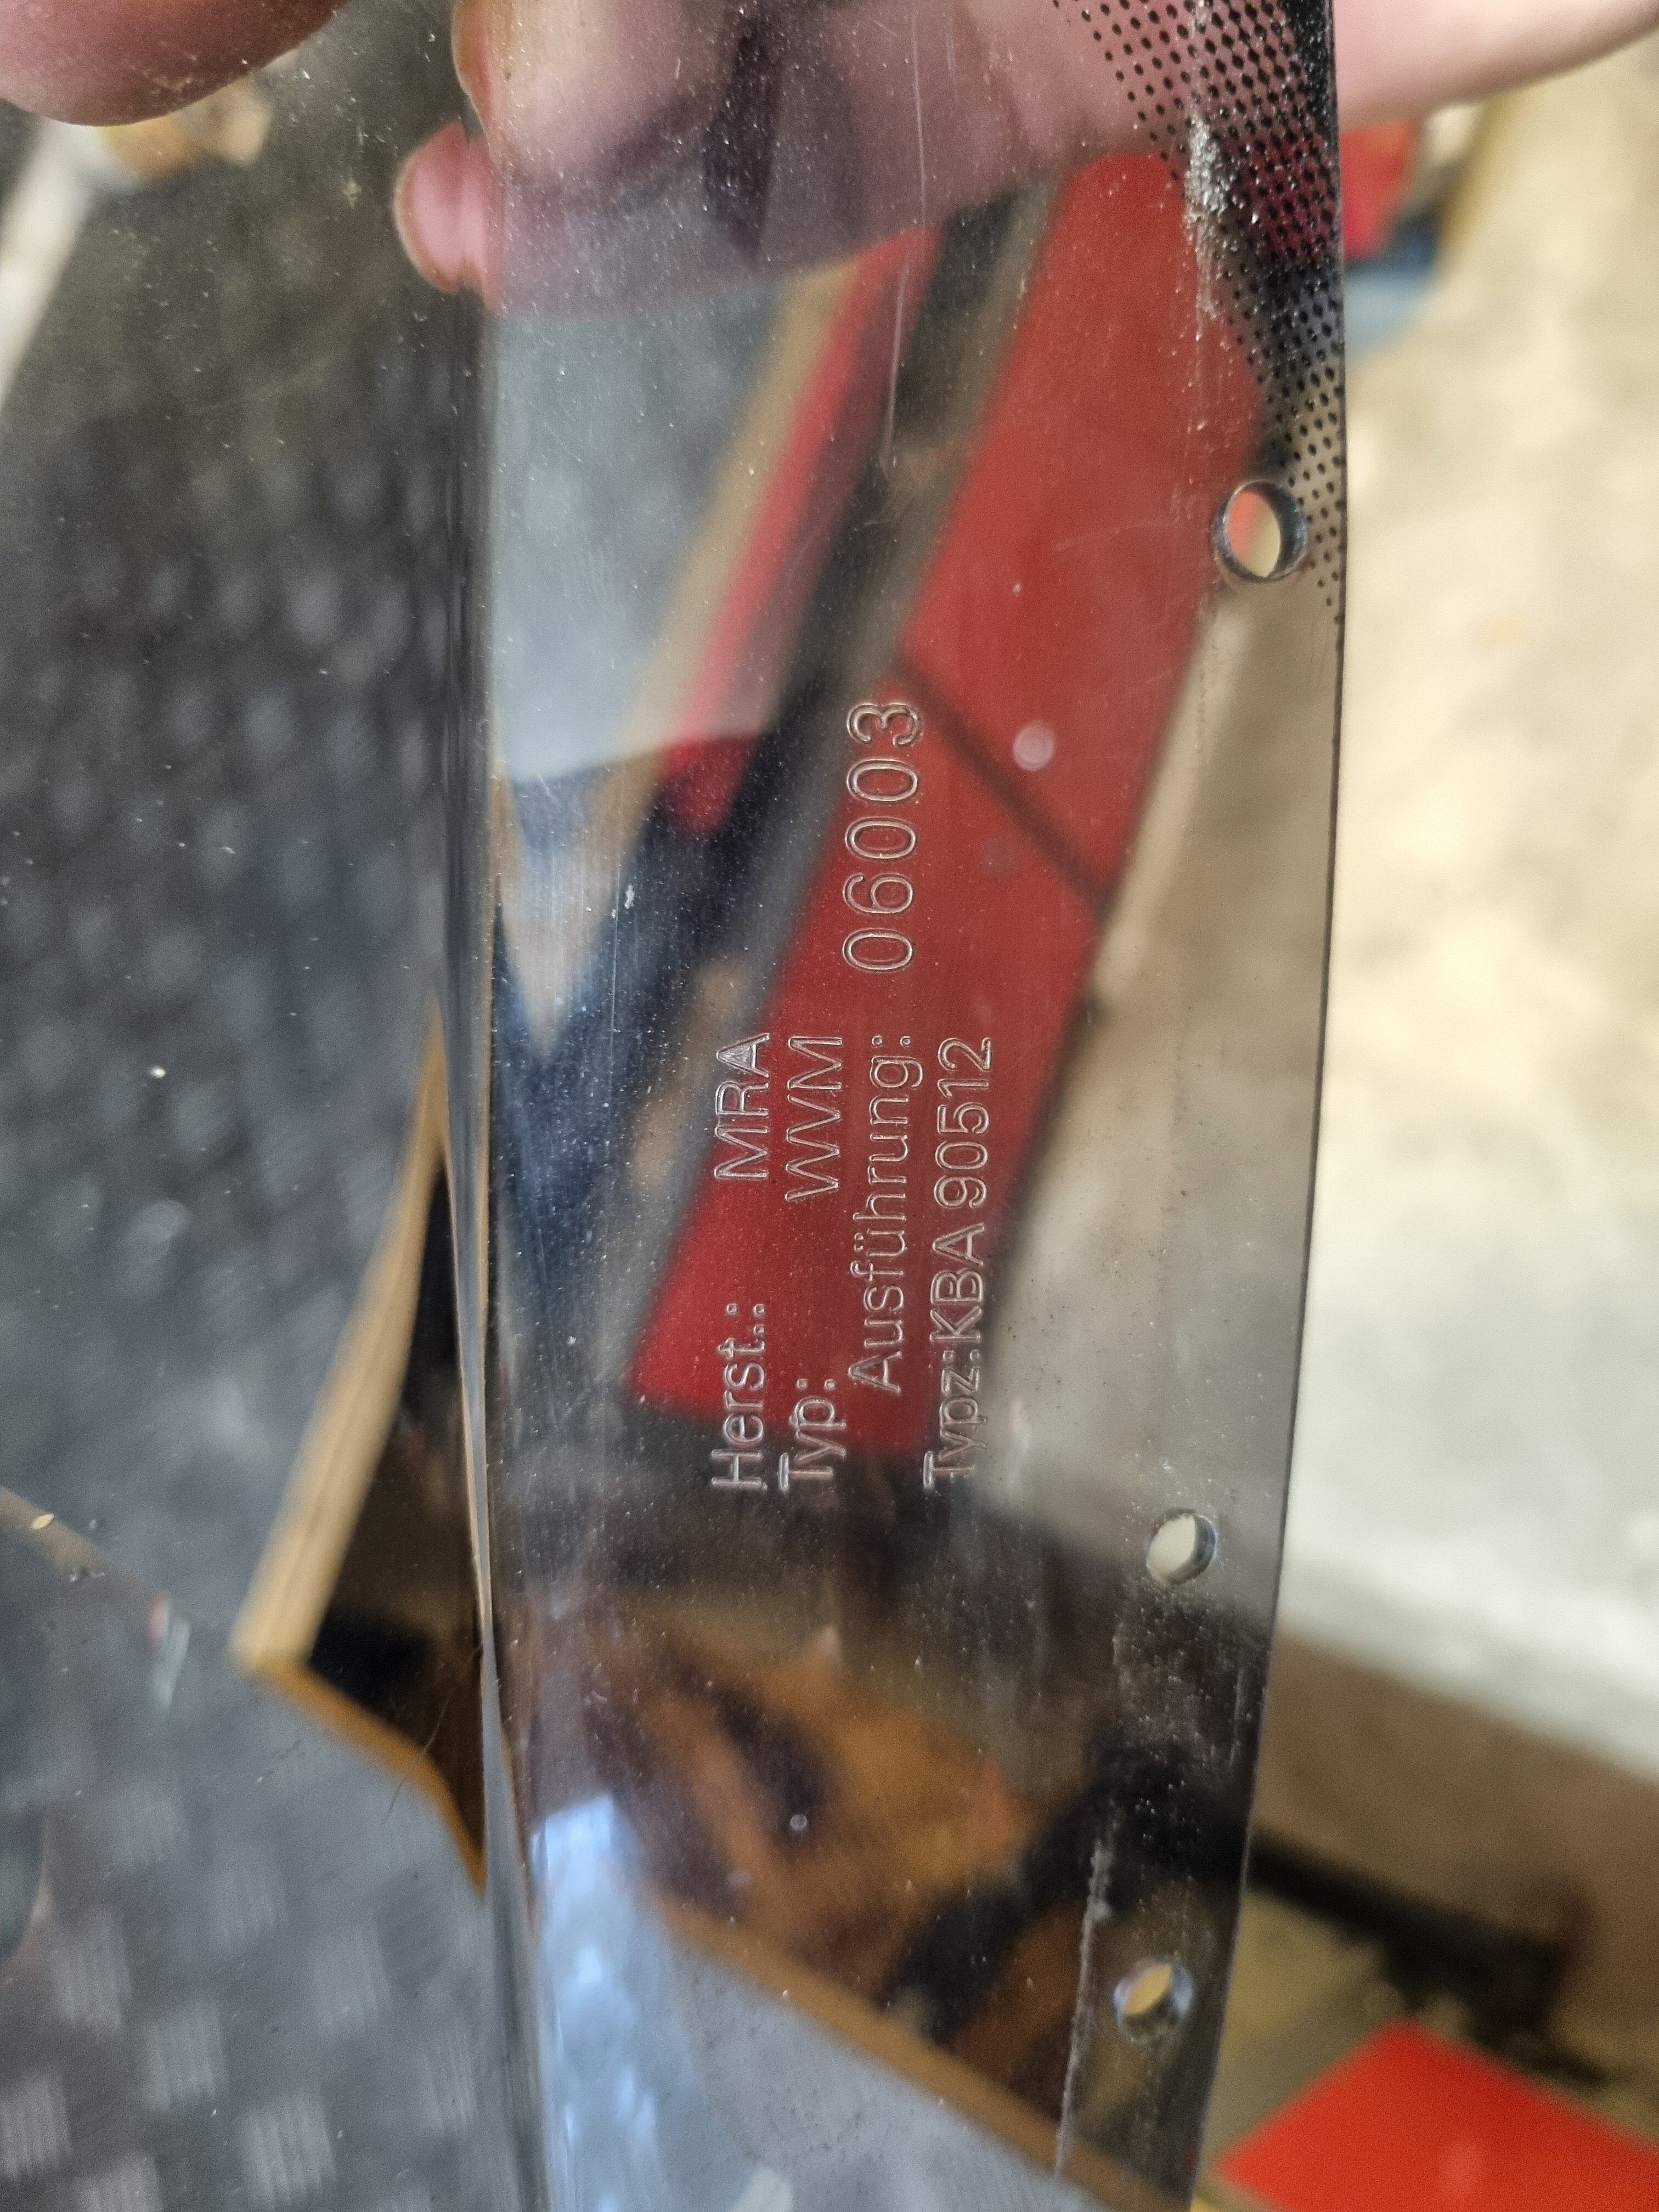 Herst..: MRA
Typ: WVM
Ausführung: 06003
Typz.:KBA 90512